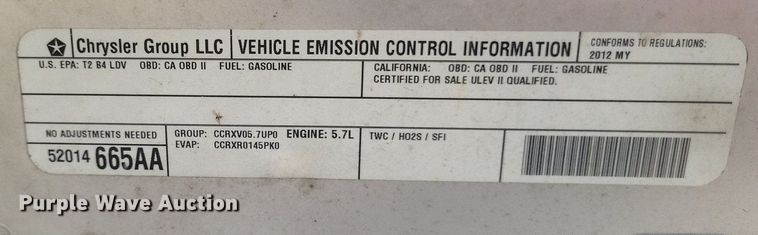 Chrysler Group LLC VEHICLE EMISSION CONTROL INFORMATION CONFORMS TO REGULATIONS:
2012 MY
U.S. EPA: T2 B4 LDV OBD: CA OBD II FUEL: GASOLINE
CALIFORNIA: OBD: CA OBD II FUEL: GASOLINE
CERTIFIED FOR SALE ULEV II QUALIFIED.
NO ADJUSTMENTS NEEDED
52014 665AA
GROUP: CCRXV05.7UP0 ENGINE: 5.7L
EVAP: CCRXR0145PK0
TWC / HO2S / SFI
Purple Wave Auction